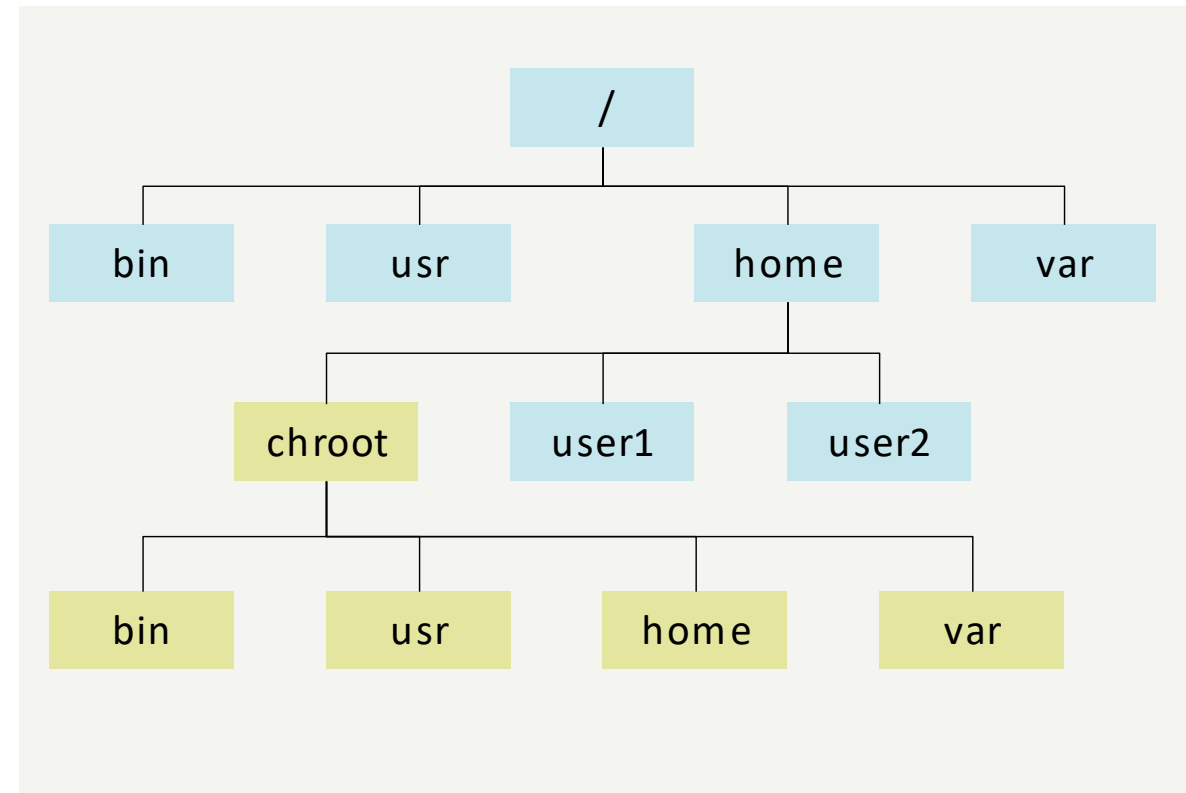 /
bin
usr
home
var
chroot
user1
user2
bin
usr
home
var